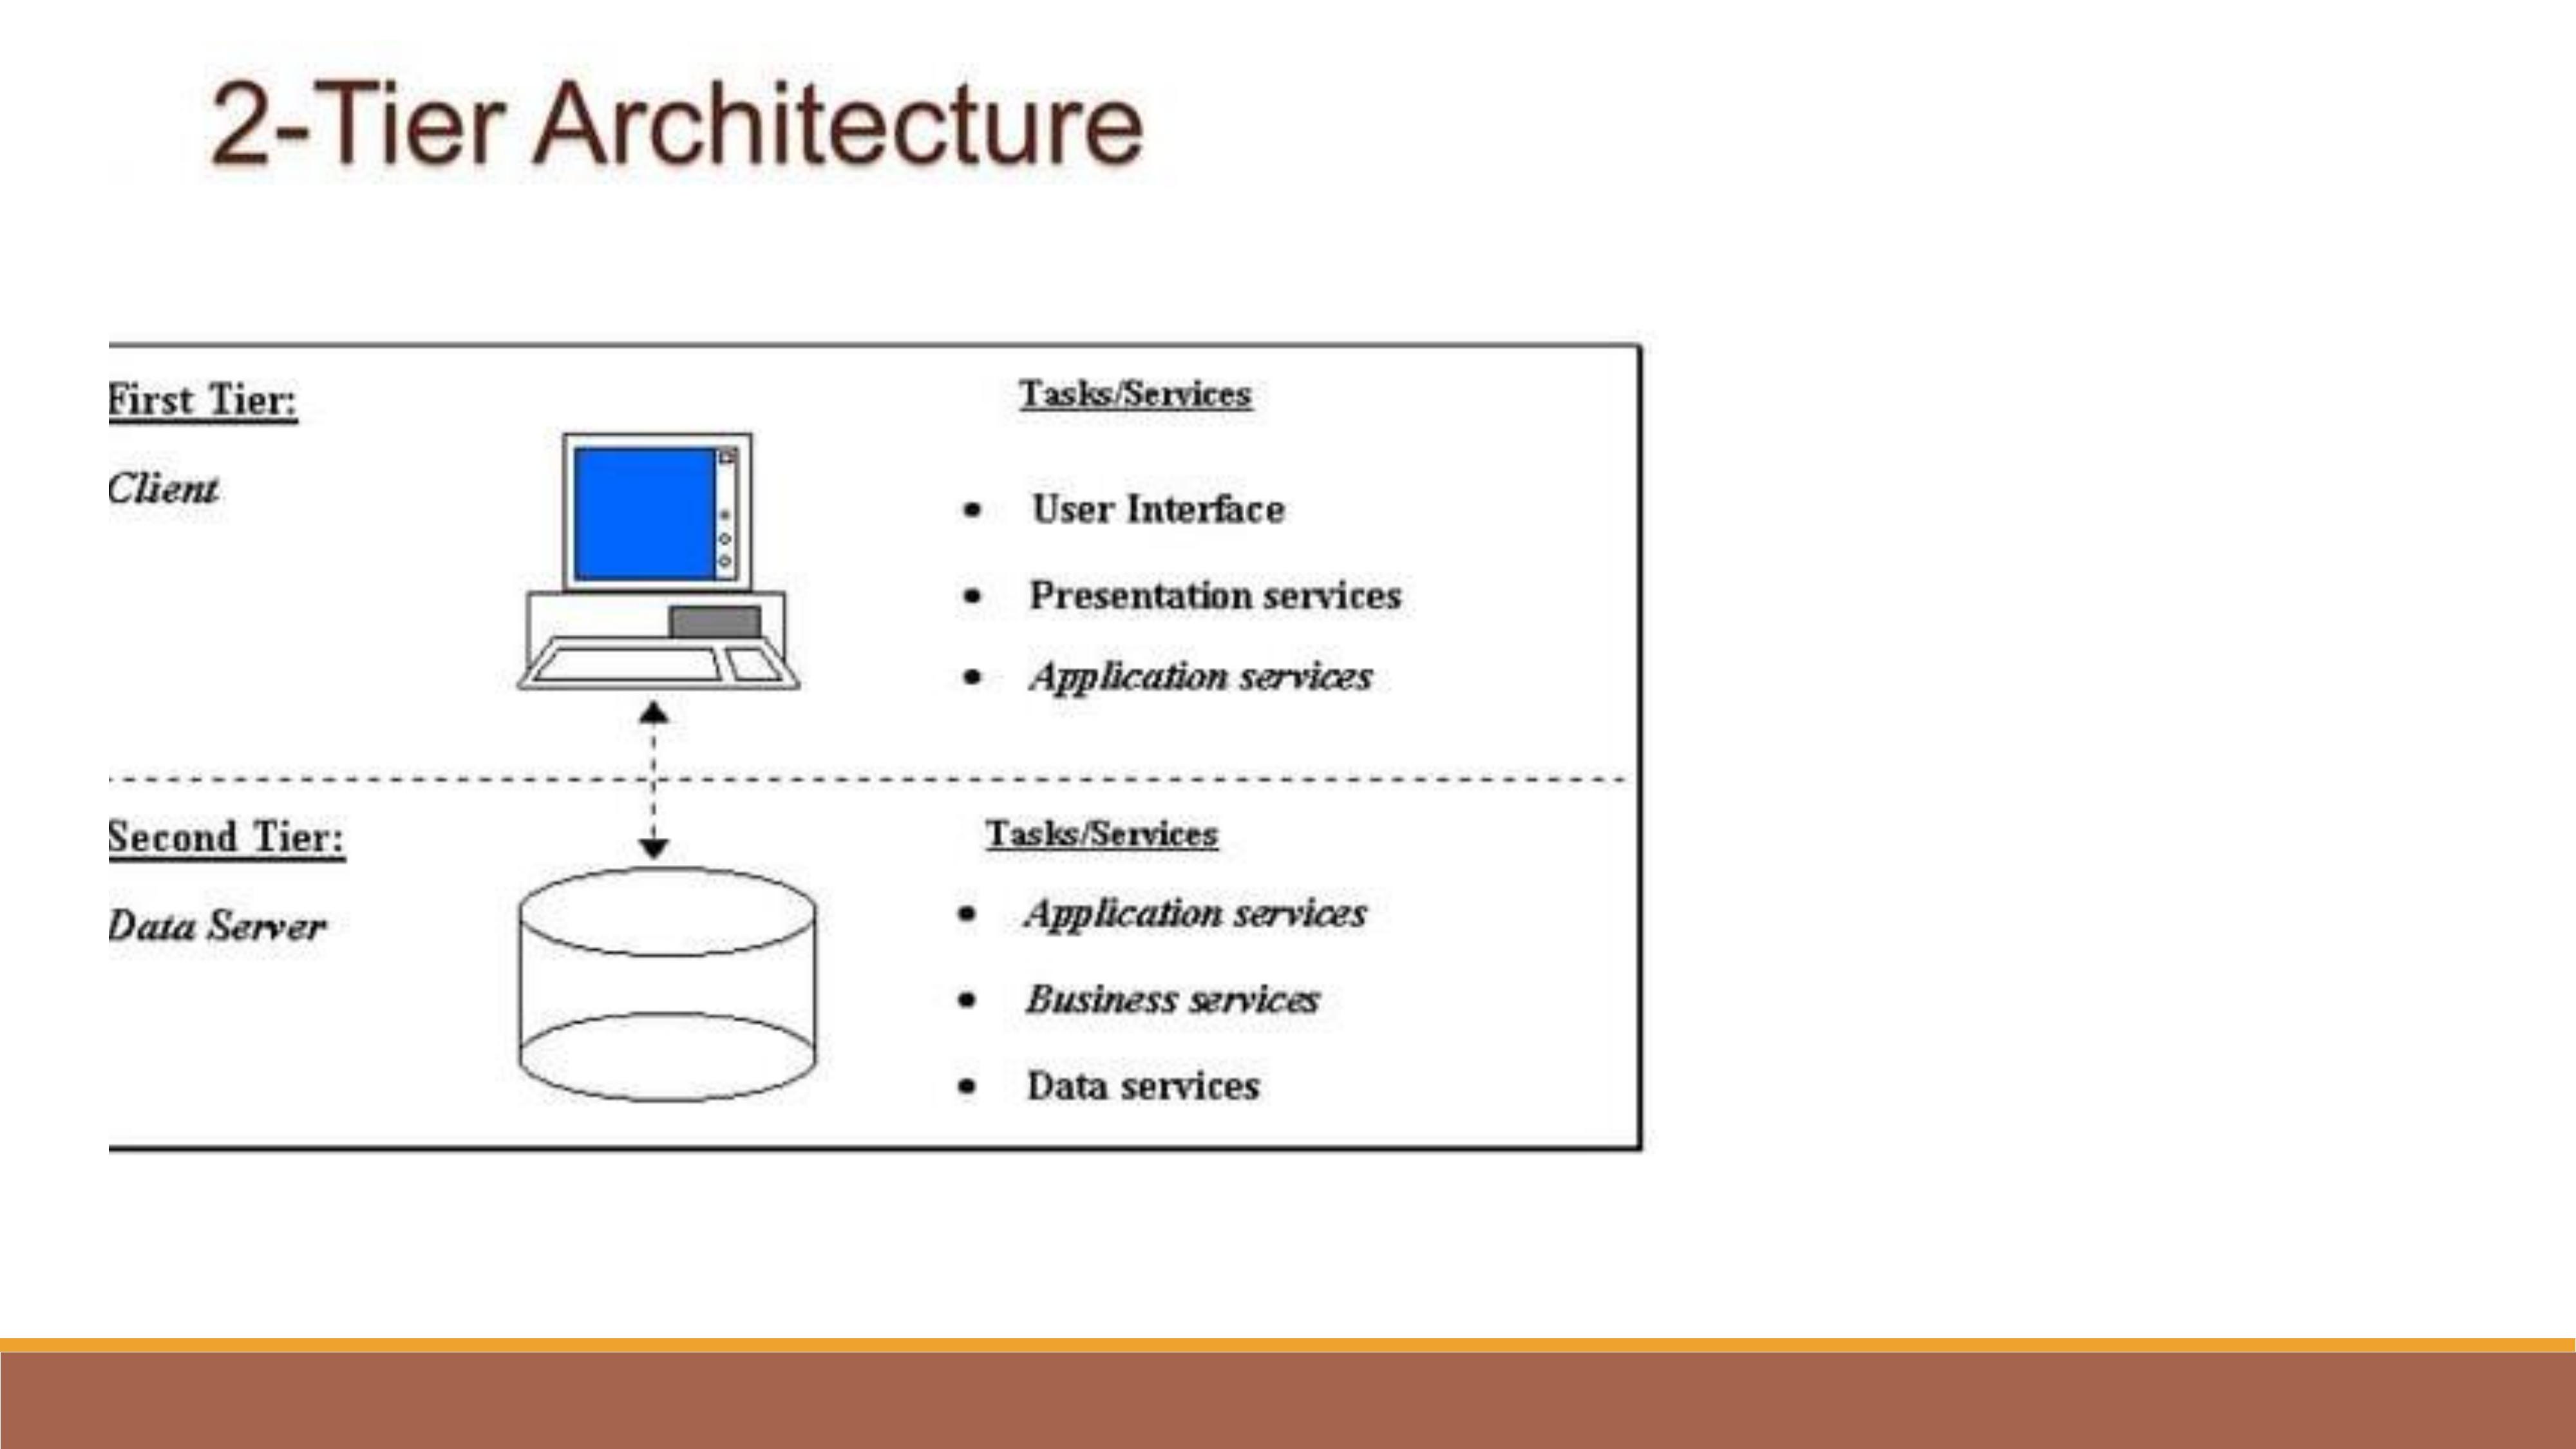 2-Tier Architecture
First Tier:
Client
Tasks/Services
• User Interface
• Presentation services
• Application services
Second Tier:
Data Server
Tasks/Services
• Application services
• Business services
• Data services